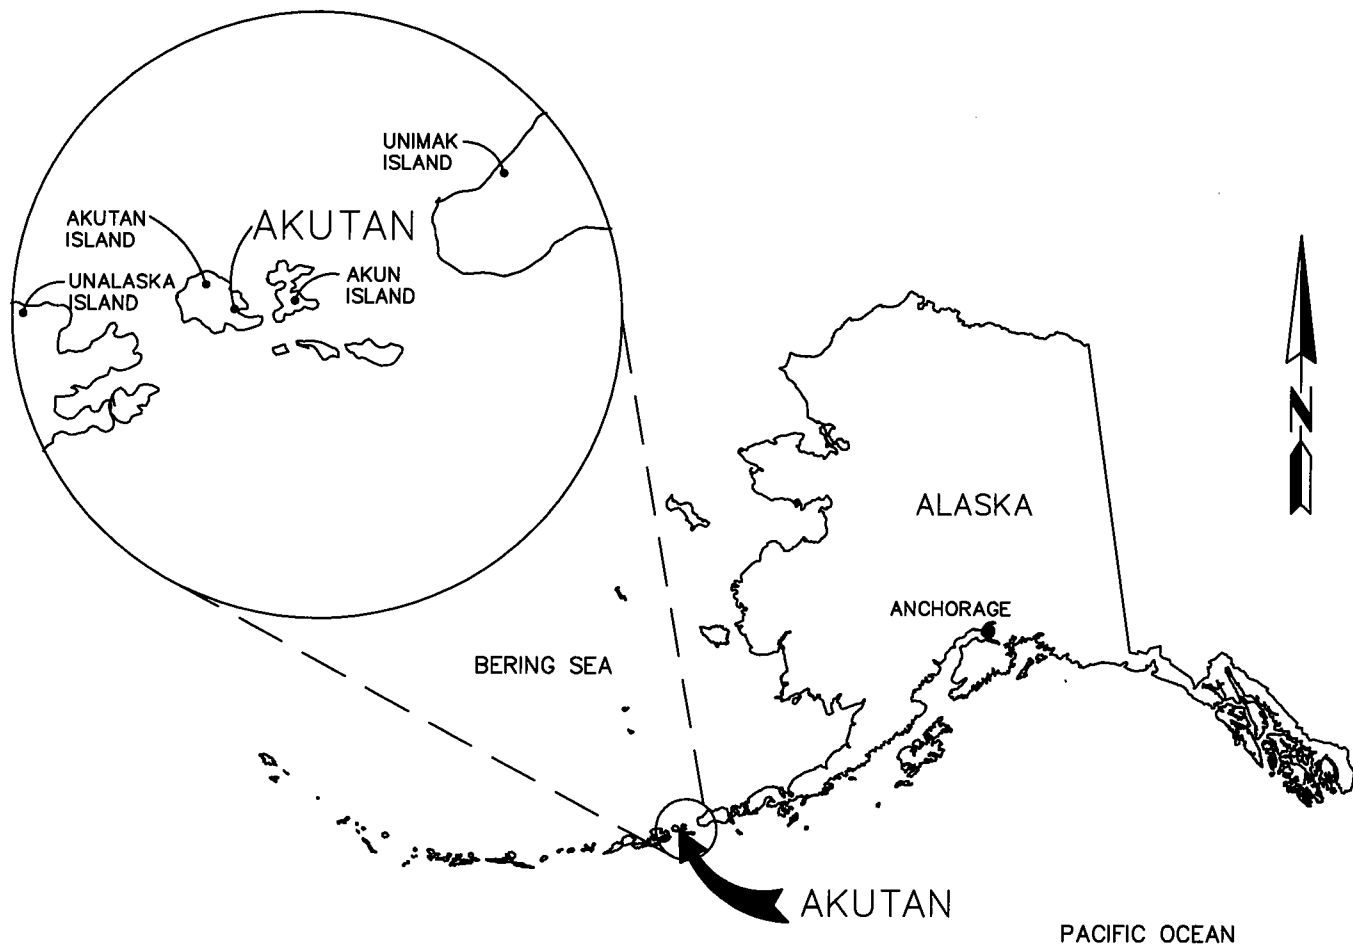 UNIMAK
ISLAND
AKUTAN
ISLAND
AKUTAN
UNALASKA
ISLAND
AKUN
ISLAND
N
ALASKA
ANCHORAGE
BERING SEA
AKUTAN
PACIFIC OCEAN